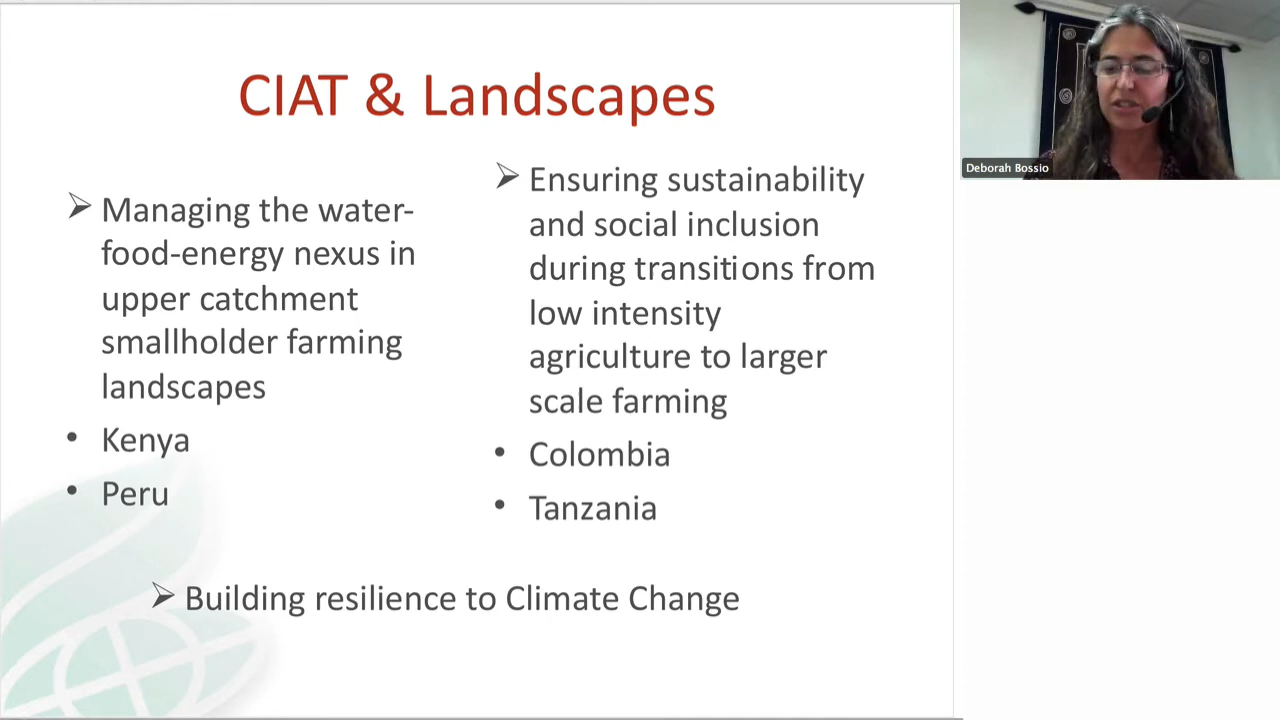 CIAT & Landscapes
Managing the water-
food-energy nexus in
upper catchment
smallholder farming
landscapes
• Kenya
• Peru
Ensuring sustainability
and social inclusion
during transitions from
low intensity
agriculture to larger
scale farming
• Colombia
• Tanzania
Building resilience to Climate Change
Deborah Bossio